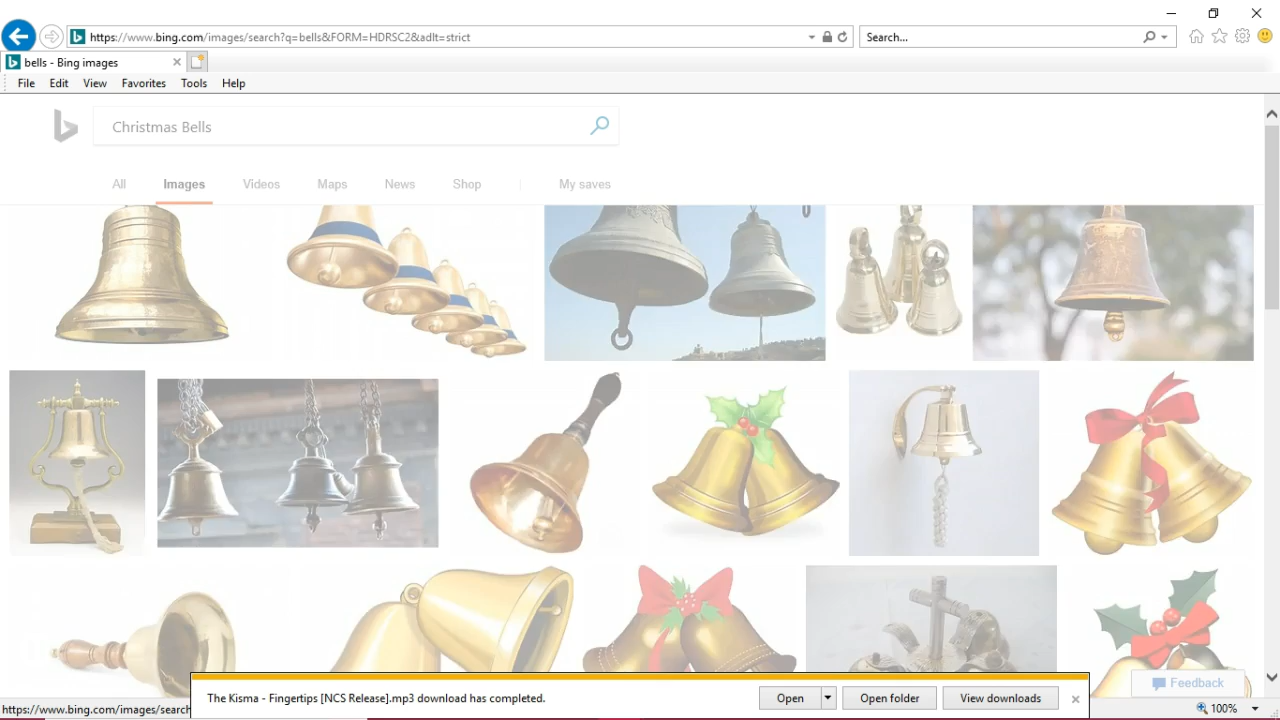 https://www.bing.com/images/search?q=bells&FORM=HDRSC2&adlt=strict
Search...
bells - Bing images
File Edit View Favorites Tools Help
Christmas Bells
All Images Videos Maps News Shop My saves
Feedback
The Kisma - Fingertips [NCS Release].mp3 download has completed.
Open Open folder View downloads
https://www.bing.com/images/search
100%